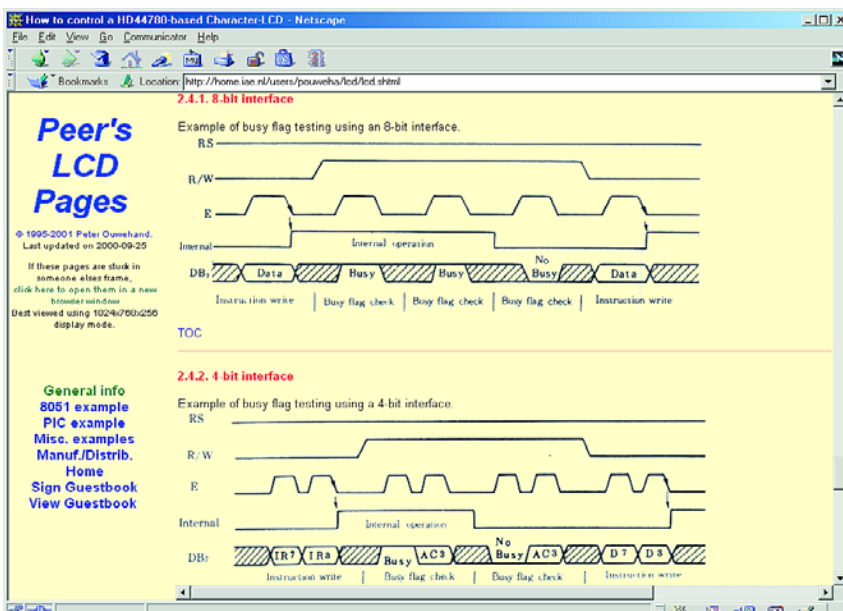 How to control a HD44780-based Character-LCD - Netscape
File Edit View Go Communicator Help
Bookmarks Location: http://home.iae.nl/users/pouweha/lcd/lcd.shtml
Peer's
LCD
Pages
© 1995-2001 Peter Ouwehand.
Last updated on 2000-09-25
If these pages are stuck in
someone elses frame,
click here to open them in a new
browser window
Best viewed using 1024x768x256
display mode.
General info
8051 example
PIC example
Misc. examples
Manuf./Distrib.
Home
Sign Guestbook
View Guestbook
2.4.1. 8-bit interface
Example of busy flag testing using an 8-bit interface.
RS
R/W
E
Internal Internal operation
DB7 Data Busy Busy No Busy Data
Instruction write Busy flag check Busy flag check Busy flag check Instruction write
TOC
2.4.2. 4-bit interface
Example of busy flag testing using a 4-bit interface.
RS
R/W
E
Internal Internal operation
DB7 IR7 IR3 Busy AC3 No Busy AC3 D7 D3
Instruction write Busy flag check Busy flag check Instruction write